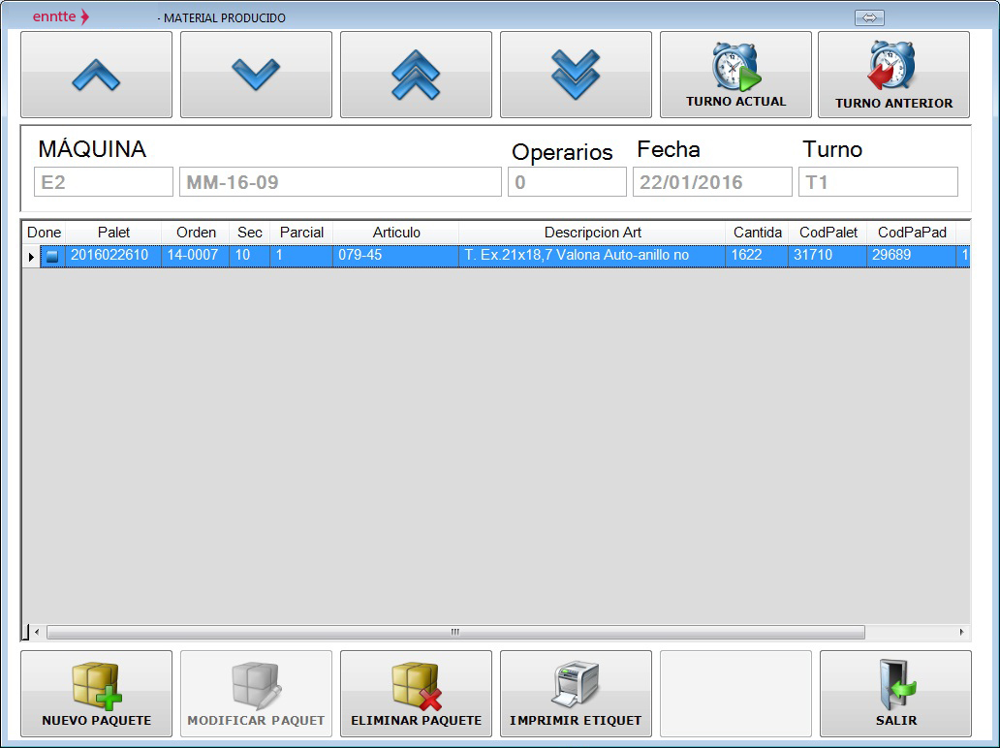 enntte
- MATERIAL PRODUCIDO
TURNO ACTUAL
TURNO ANTERIOR
MÁQUINA Operarios Fecha Turno
E2 MM-16-09 0 22/01/2016 T1
Done Palet Orden Sec Parcial Articulo Descripcion Art Cantida CodPalet CodPaPad
2016022610 14-0007 10 1 079-45 T. Ex.21x18,7 Valona Auto-anillo no 1622 31710 29689 1
NUEVO PAQUETE
MODIFICAR PAQUET
ELIMINAR PAQUETE
IMPRIMIR ETIQUET
SALIR